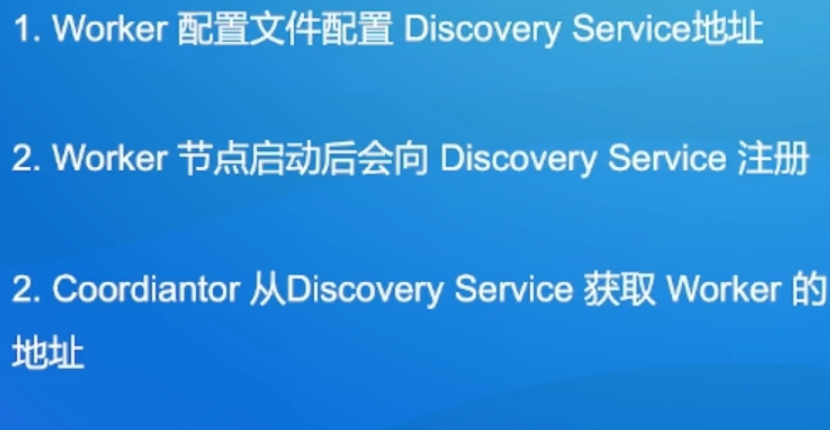 1. Worker 配置文件配置 Discovery Service地址
2. Worker 节点启动后会向 Discovery Service 注册
2. Coordiantor 从Discovery Service 获取 Worker 的
地址